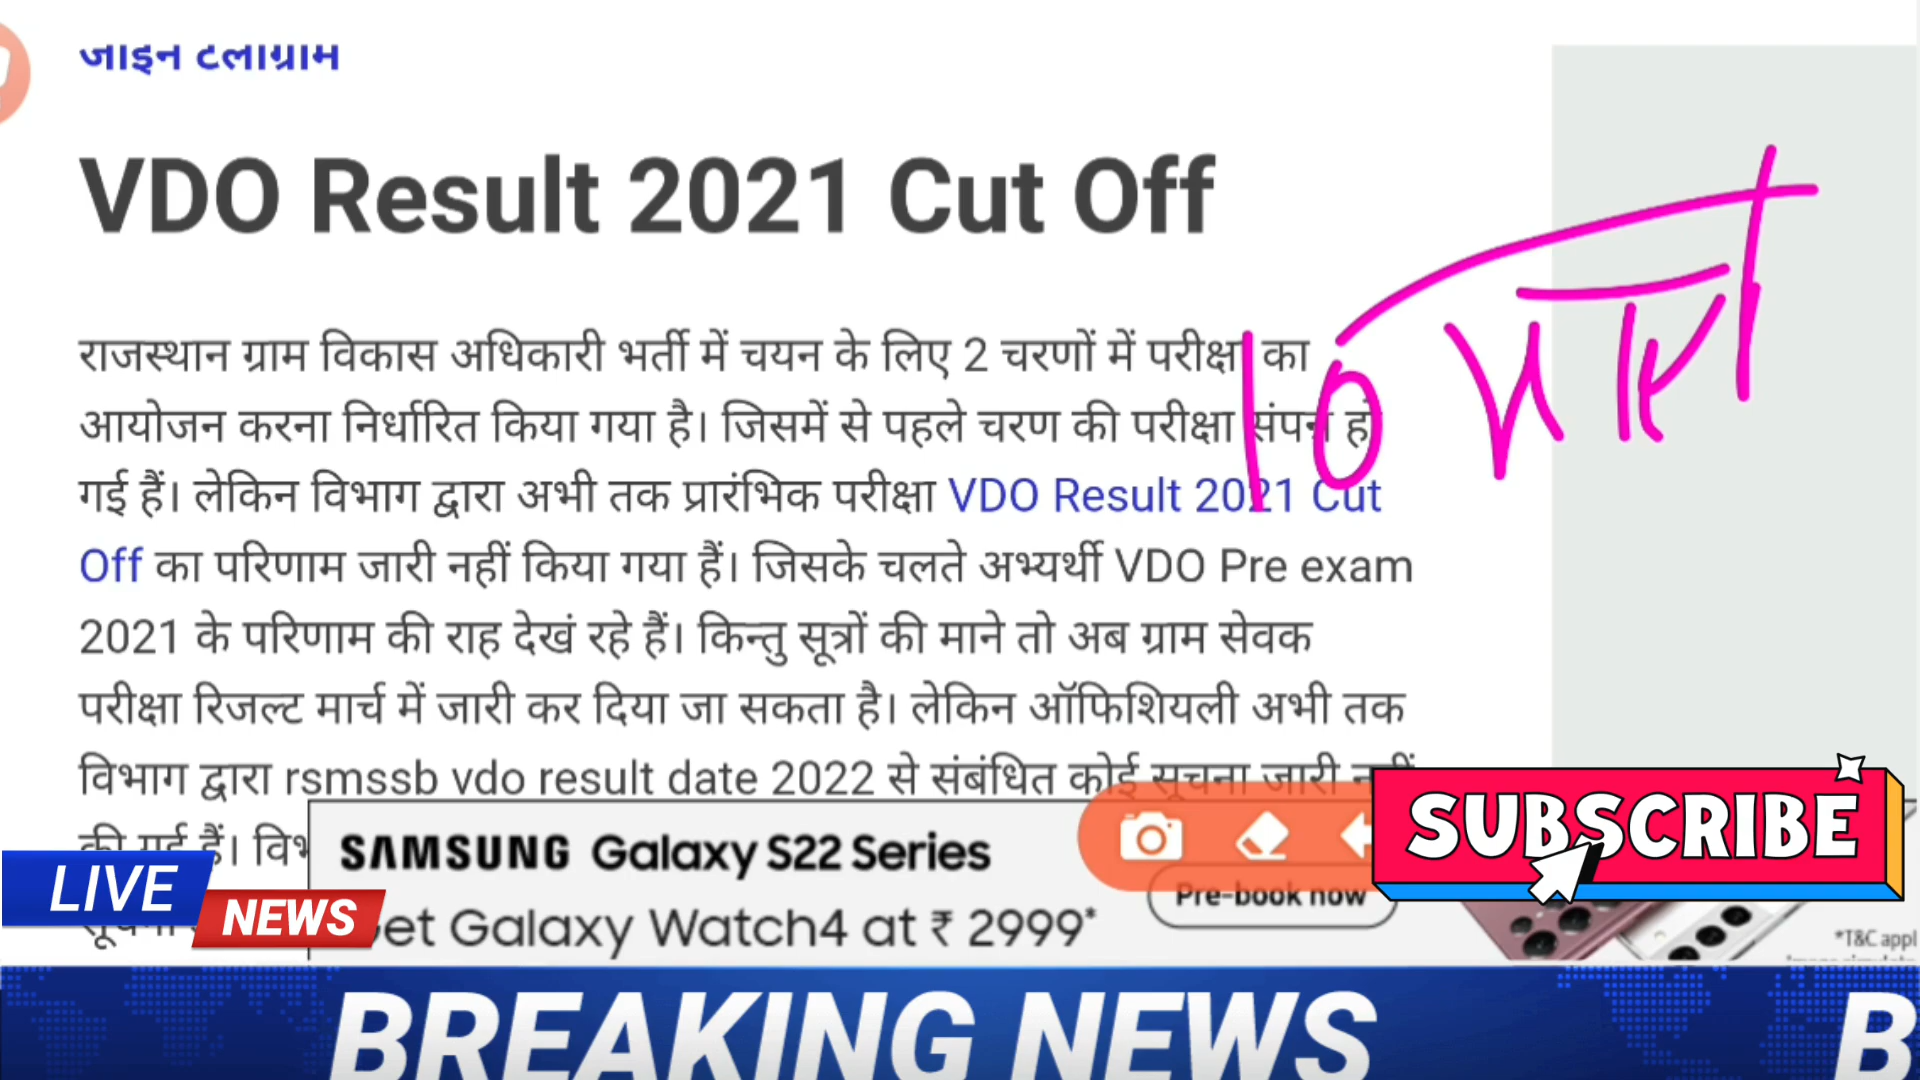 जाइन टेलीग्राम
VDO Result 2021 Cut Off
राजस्थान ग्राम विकास अधिकारी भर्ती में चयन के लिए 2 चरणों में परीक्षा का
आयोजन करना निर्धारित किया गया है। जिसमें से पहले चरण की परीक्षा संपन्न हो
गई हैं। लेकिन विभाग द्वारा अभी तक प्रारंभिक परीक्षा VDO Result 2021 Cut
Off का परिणाम जारी नहीं किया गया हैं। जिसके चलते अभ्यर्थी VDO Pre exam
2021 के परिणाम की राह देखं रहे हैं। किन्तु सूत्रों की माने तो अब ग्राम सेवक
परीक्षा रिजल्ट मार्च में जारी कर दिया जा सकता है। लेकिन ऑफिशियली अभी तक
विभाग द्वारा rsmssb vdo result date 2022 से संबंधित कोई सूचना जारी नहीं
की गई हैं।
10 मार्च
SAMSUNG Galaxy S22 Series
Get Galaxy Watch4 at ₹ 2999*
Pre-book now
*T&C appl
SUBSCRIBE
LIVE
NEWS
BREAKING NEWS
B